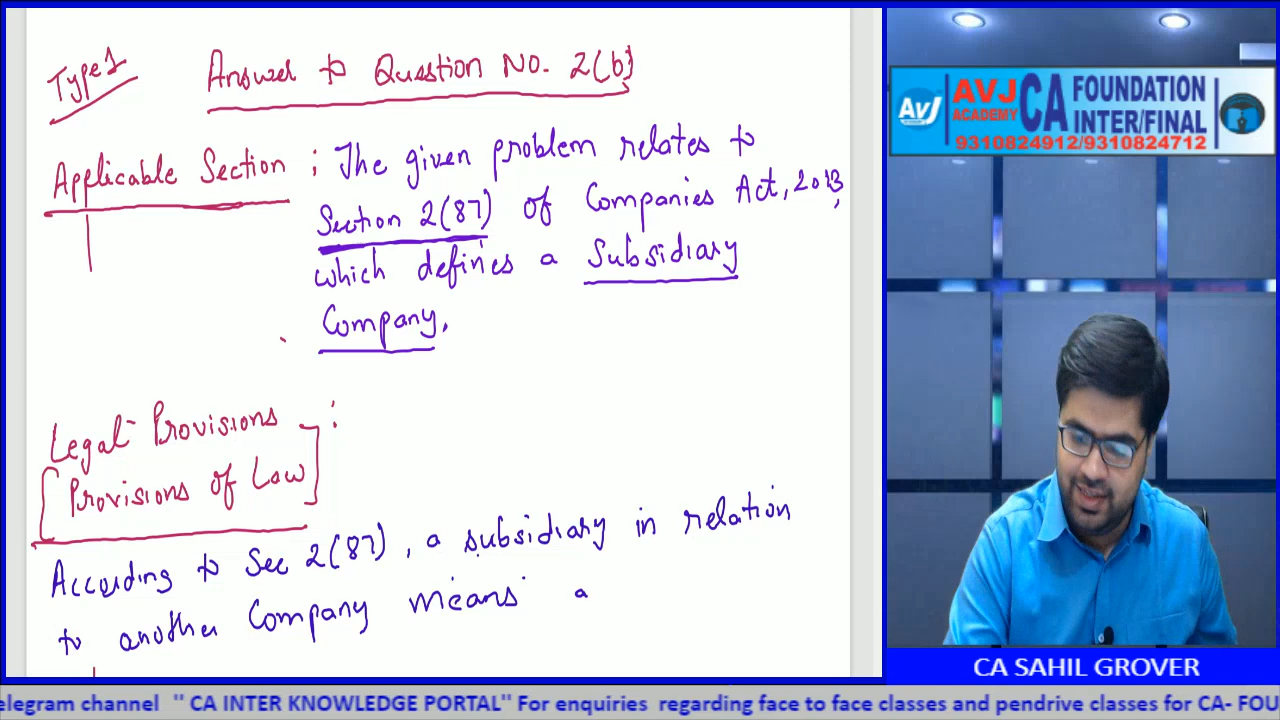 Type 1
Answer to Question No. 2(b)
Applicable Section : The given problem relates to
Section 2(87) of Companies Act, 2013,
which defines a Subsidiary
Company.
Legal Provisions :
[Provisions of Law]
According to Sec 2(87), a subsidiary in relation
to another Company means a
AVJ
AVJ
ACADEMY
CA
FOUNDATION
INTER/FINAL
9310824912/9310824712
CA SAHIL GROVER
elegram channel " CA INTER KNOWLEDGE PORTAL" For enquiries regarding face to face classes and pendrive classes for CA- FOU